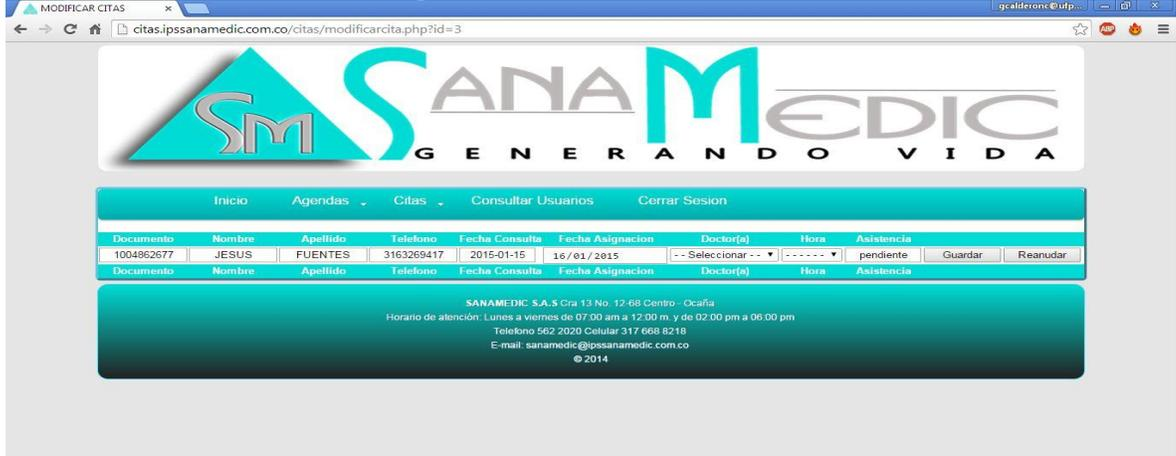 MODIFICAR CITAS
gcalderonc@ufp...
citas.ipssanamedic.com.co/citas/modificarcita.php?id=3
ABP
SM SANAMEDIC
GENERANDO VIDA
Inicio Agendas Citas Consultar Usuarios Cerrar Sesion
Documento Nombre Apellido Telefono Fecha Consulta Fecha Asignacion Doctor(a) Hora Asistencia
1004862677 JESUS FUENTES 3163269417 2015-01-15 16/01/2015 - - Seleccionar - - - - - - - - pendiente Guardar Reanudar
Documento Nombre Apellido Telefono Fecha Consulta Fecha Asignacion Doctor(a) Hora Asistencia
SANAMEDIC S.A.S Cra 13 No. 12-68 Centro - Ocaña
Horario de atención: Lunes a viernes de 07:00 am a 12:00 m. y de 02:00 pm a 06:00 pm
Telefono 562 2020 Celular 317 668 8218
E-mail: sanamedic@ipssanamedic.com.co
© 2014